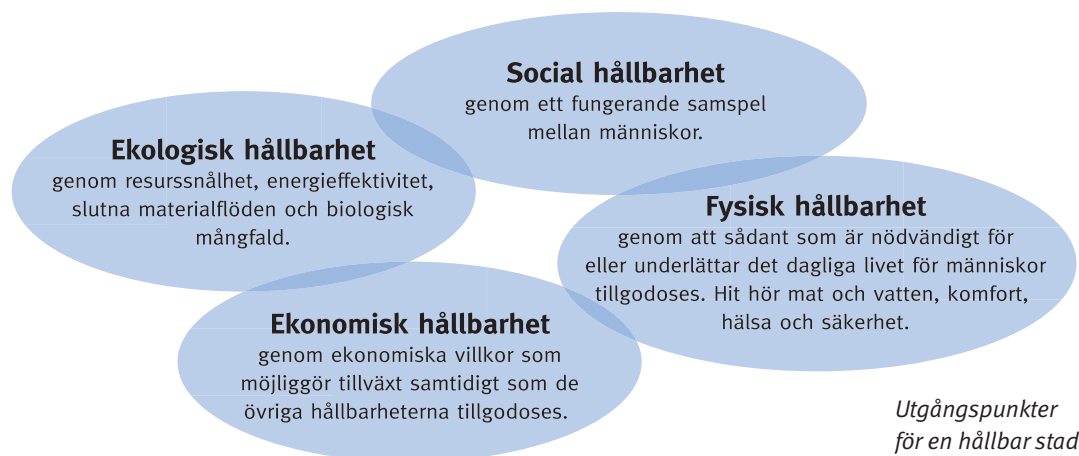 Social hållbarhet
genom ett fungerande samspel
mellan människor.
Ekologisk hållbarhet
genom resurssnålhet, energieffektivitet,
slutna materialflöden och biologisk
mångfald.
Fysisk hållbarhet
genom att sådant som är nödvändigt för
eller underlättar det dagliga livet för människor
tillgodoses. Hit hör mat och vatten, komfort,
hälsa och säkerhet.
Ekonomisk hållbarhet
genom ekonomiska villkor som
möjliggör tillväxt samtidigt som de
övriga hållbarheterna tillgodoses.
Utgångspunkter
för en hållbar stad